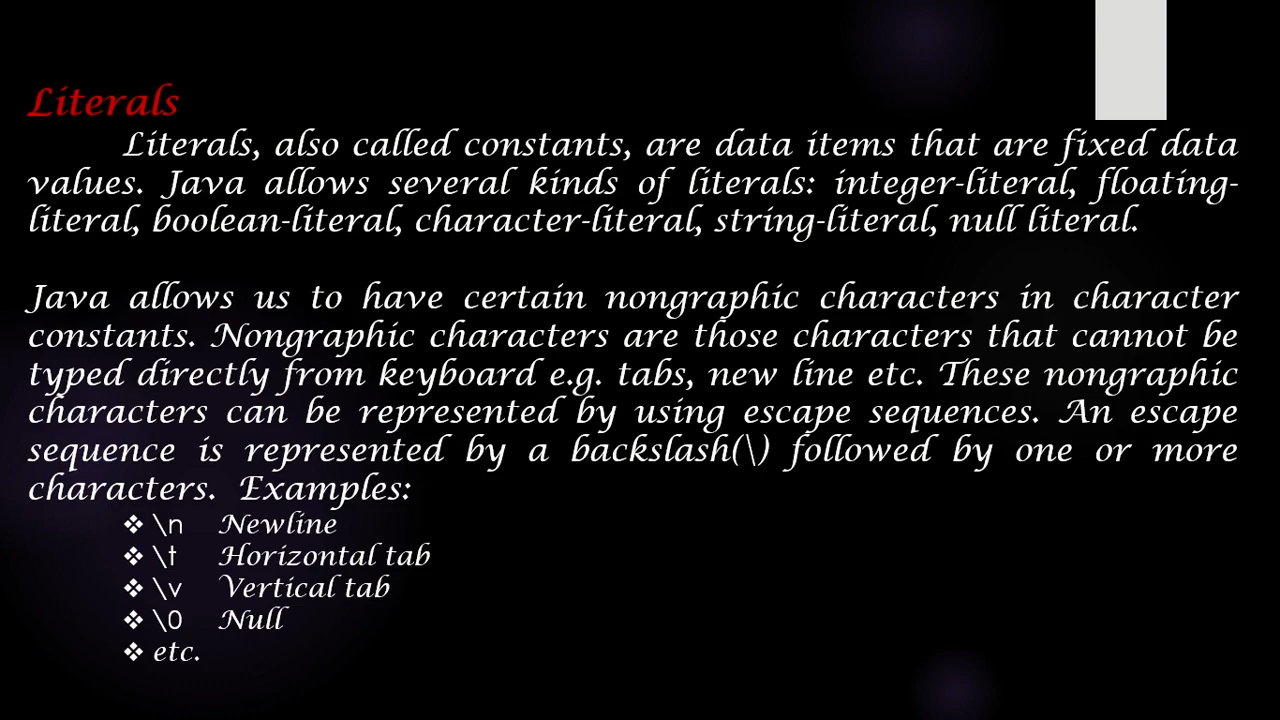 Literals
Literals, also called constants, are data items that are fixed data
values. Java allows several kinds of literals: integer-literal, floating-
literal, boolean-literal, character-literal, string-literal, null literal.
Java allows us to have certain nongraphic characters in character
constants. Nongraphic characters are those characters that cannot be
typed directly from keyboard e.g. tabs, new line etc. These nongraphic
characters can be represented by using escape sequences. An escape
sequence is represented by a backslash(\) followed by one or more
characters. Examples:
❖ \n Newline
❖ \t Horizontal tab
❖ \v Vertical tab
❖ \0 Null
❖ etc.